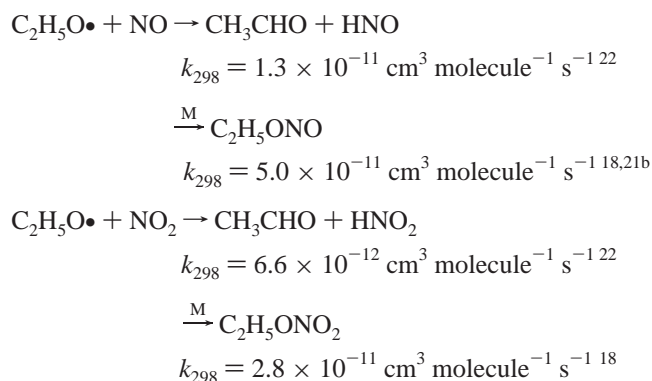 C₂H₅O• + NO → CH₃CHO + HNO
k₂₉₈ = 1.3 × 10⁻¹¹ cm³ molecule⁻¹ s⁻¹ ²²
M→ C₂H₅ONO
k₂₉₈ = 5.0 × 10⁻¹¹ cm³ molecule⁻¹ s⁻¹ ¹⁸,²¹ᵇ
C₂H₅O• + NO₂ → CH₃CHO + HNO₂
k₂₉₈ = 6.6 × 10⁻¹² cm³ molecule⁻¹ s⁻¹ ²²
M→ C₂H₅ONO₂
k₂₉₈ = 2.8 × 10⁻¹¹ cm³ molecule⁻¹ s⁻¹ ¹⁸